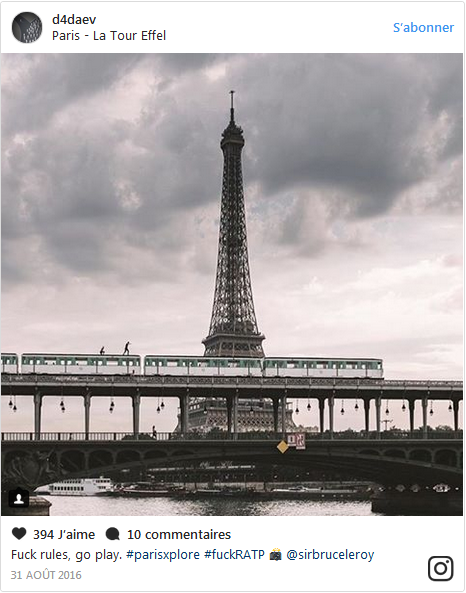 d4daev
Paris - La Tour Effel
S’abonner
394 J’aime 10 commentaires
Fuck rules, go play. #parisxplore #fuckRATP 📸 @sirbruceleroy
31 AOÛT 2016